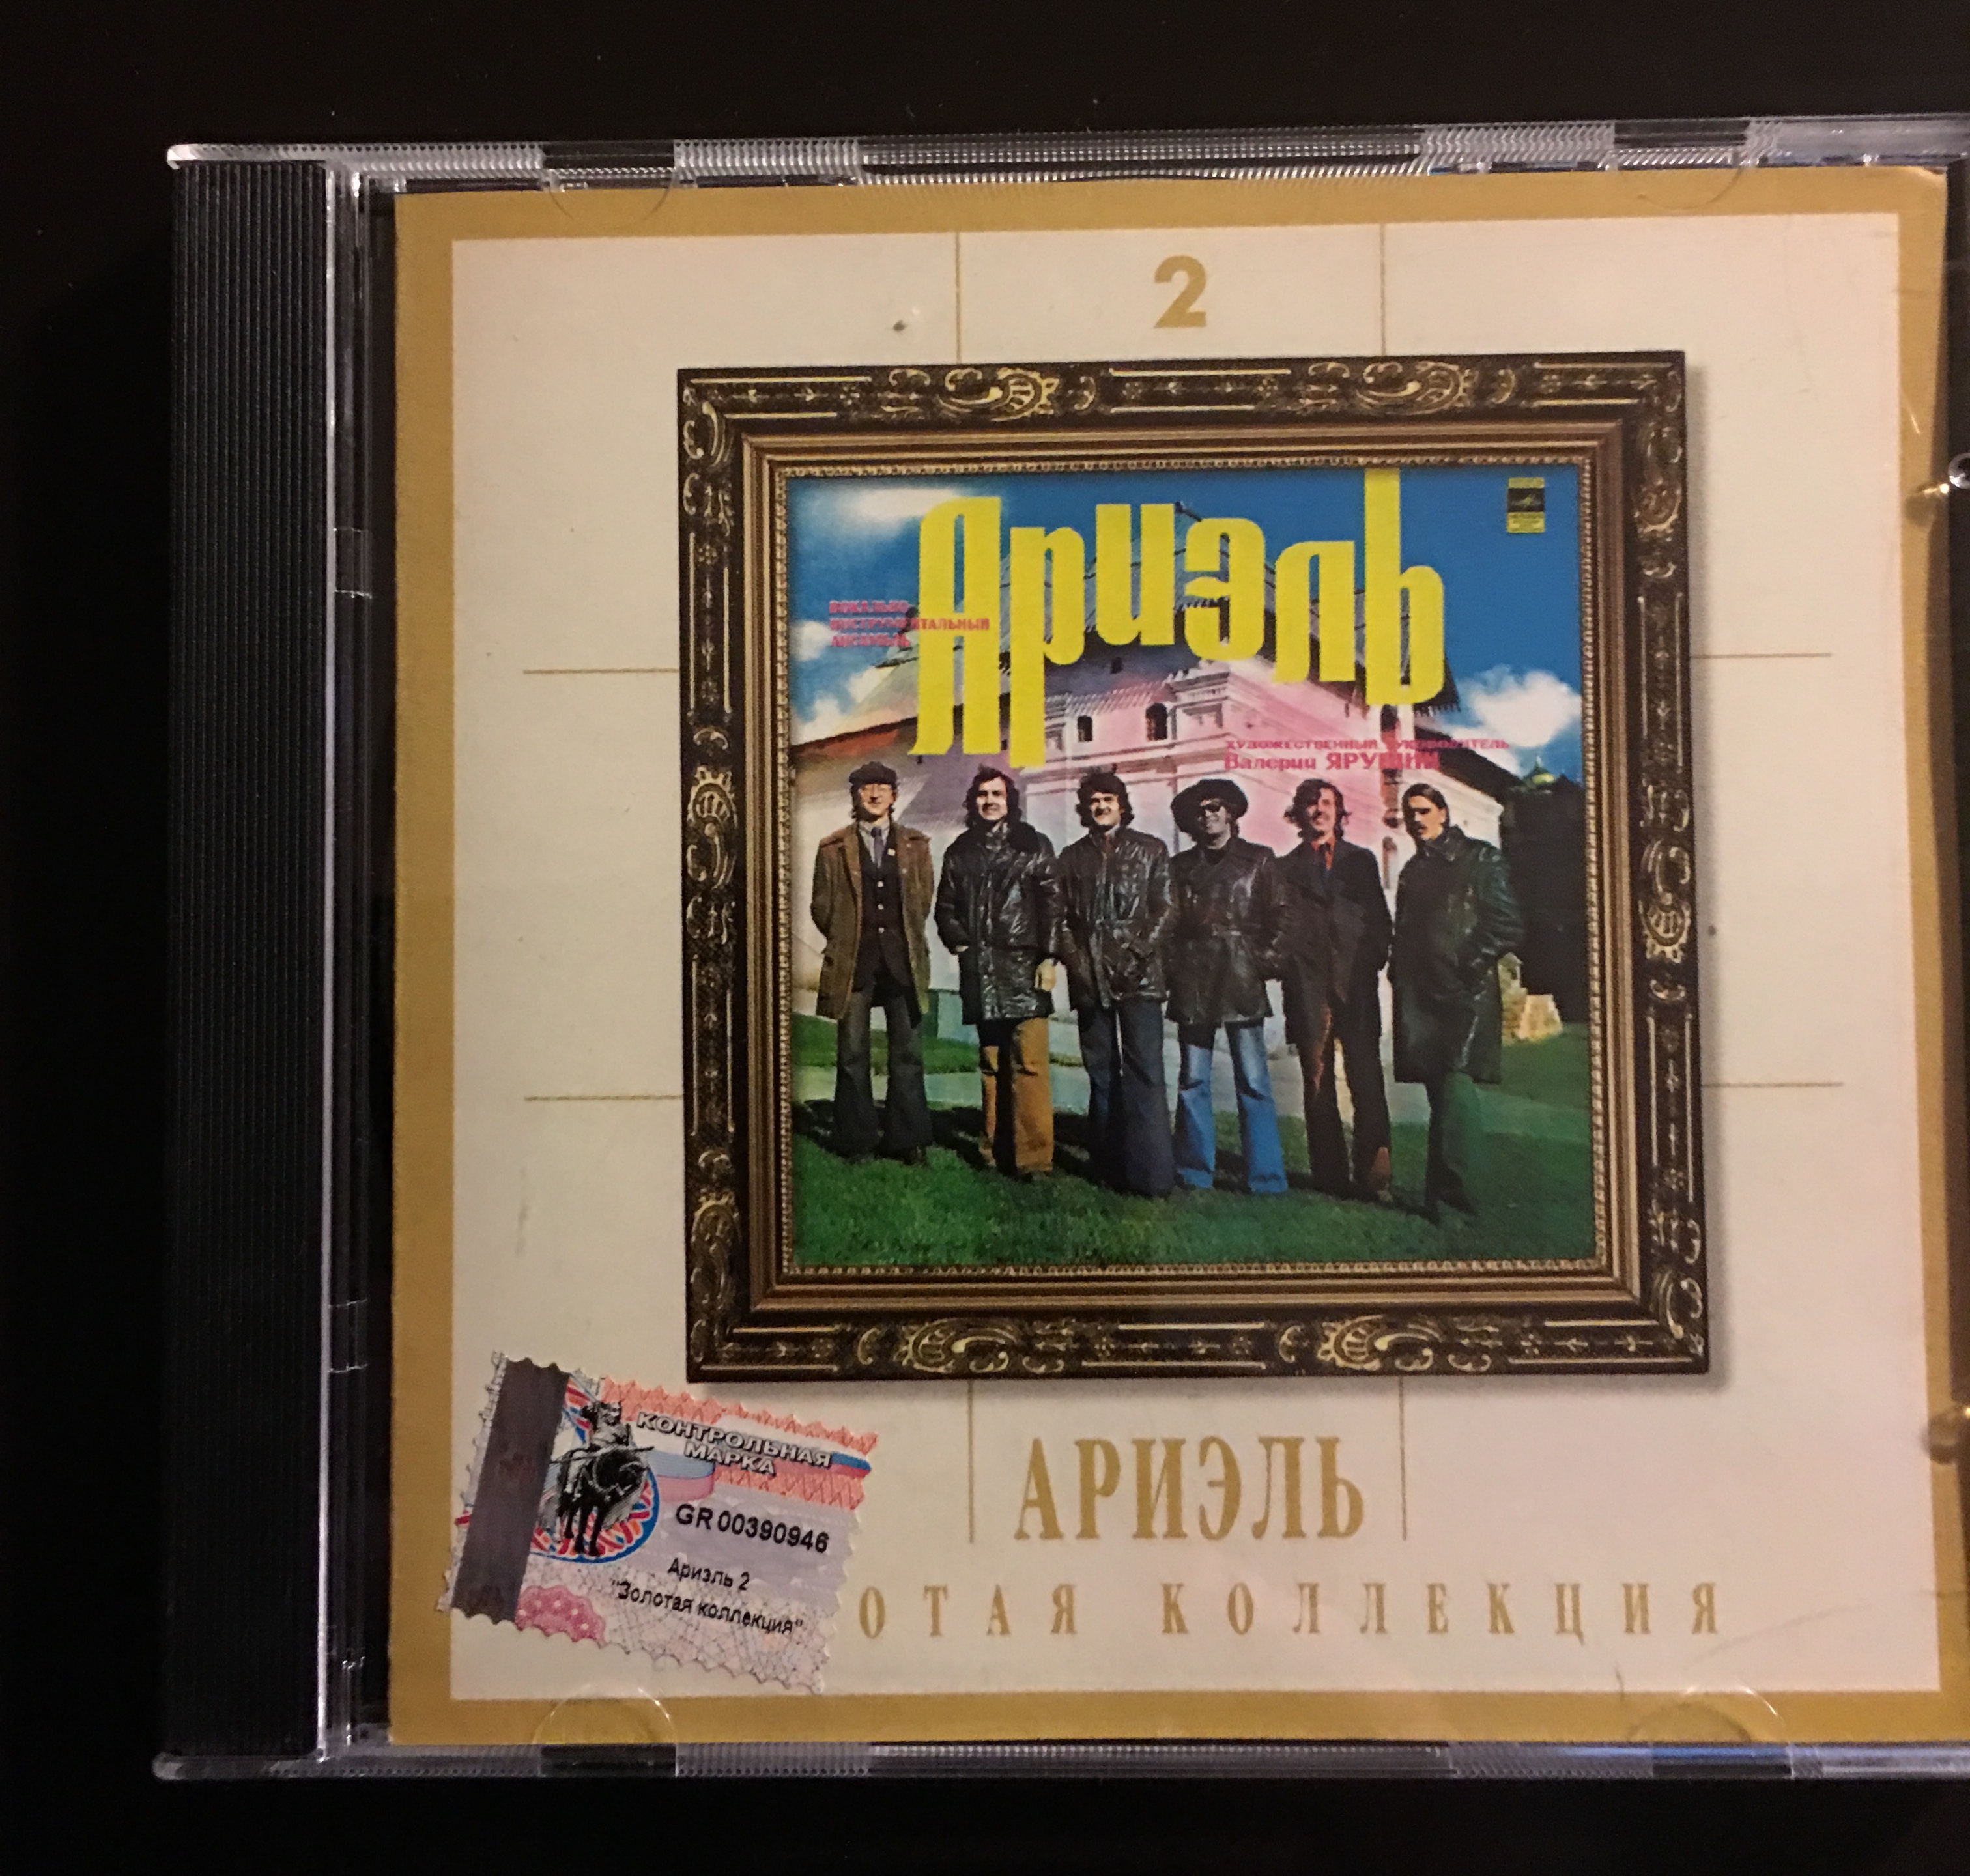 2
Ариэль
ВОКАЛЬНО-
ИНСТРУМЕНТАЛЬНЫЙ
АНСАМБЛЬ
ХУДОЖЕСТВЕННЫЙ РУКОВОДИТЕЛЬ
Валерий ЯРУШИН
АРИЭЛЬ
ОТАЯ КОЛЛЕКЦИЯ
КОНТРОЛЬНАЯ
МАРКА
GR 00390946
Ариэль 2
"Золотая коллекция"